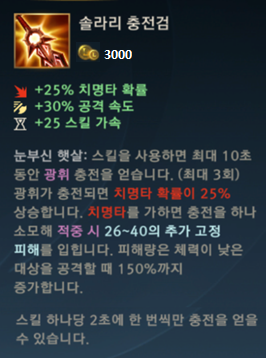 솔라리 충전검
3000
+25% 치명타 확률
+30% 공격 속도
+25 스킬 가속
눈부신 햇살: 스킬을 사용하면 최대 10초
동안 광휘 충전을 얻습니다. (최대 3회)
광휘가 충전되면 치명타 확률이 25%
상승합니다. 치명타를 가하면 충전을 하나
소모해 적중 시 26~40의 추가 고정
피해를 입힙니다. 피해량은 체력이 낮은
대상을 공격할 때 150%까지
증가합니다.
스킬 하나당 2초에 한 번씩만 충전을 얻을
수 있습니다.